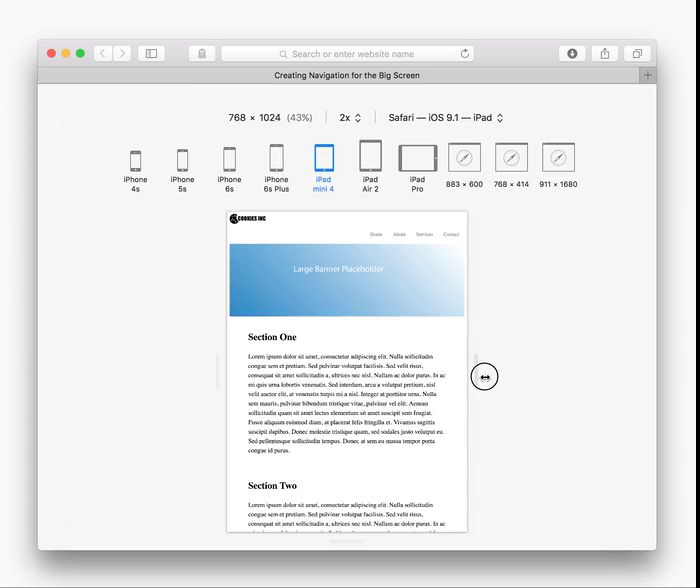 Search or enter website name
Creating Navigation for the Big Screen
768 × 1024 (43%) 2x Safari — iOS 9.1 — iPad
iPhone 4s
iPhone 5s
iPhone 6s
iPhone 6s Plus
iPad mini 4
iPad Air 2
iPad Pro
883 × 600
768 × 414
911 × 1680
COOKIES INC
Home About Services Contact
Large Banner Placeholder
Section One
Lorem ipsum dolor sit amet, consectetur adipiscing elit. Nulla sollicitudin
congue sem et pretium. Sed pulvinar vulputate facilisis. Sed velit risus,
consequat sit amet sollicitudin a, ultrices nec nisl. Nullam ac dolor purus. In ac
mi quis urna lobortis venenatis. Sed interdum, arcu a volutpat pretium, nisl
velit auctor elit, at venenatis turpis mi a nisl. Integer at porttitor urna. Nulla
sem mauris, pulvinar bibendum tristique vitae, pulvinar vel elit. Aenean
sollicitudin quam sit amet lectus elementum sit amet suscipit sem feugiat.
Fusce aliquam euismod diam, at placerat felis fringilla et. Vivamus sagittis
suscipit dapibus. Donec molestie tristique quam, sed sodales justo volutpat eu.
Sed pellentesque sollicitudin tempus. Donec at sem eu massa tempor porta
congue id purus.
Section Two
Lorem ipsum dolor sit amet, consectetur adipiscing elit. Nulla sollicitudin
congue sem et pretium. Sed pulvinar vulputate facilisis. Sed velit risus,
consequat sit amet sollicitudin a, ultrices nec nisl. Nullam ac dolor purus. In ac